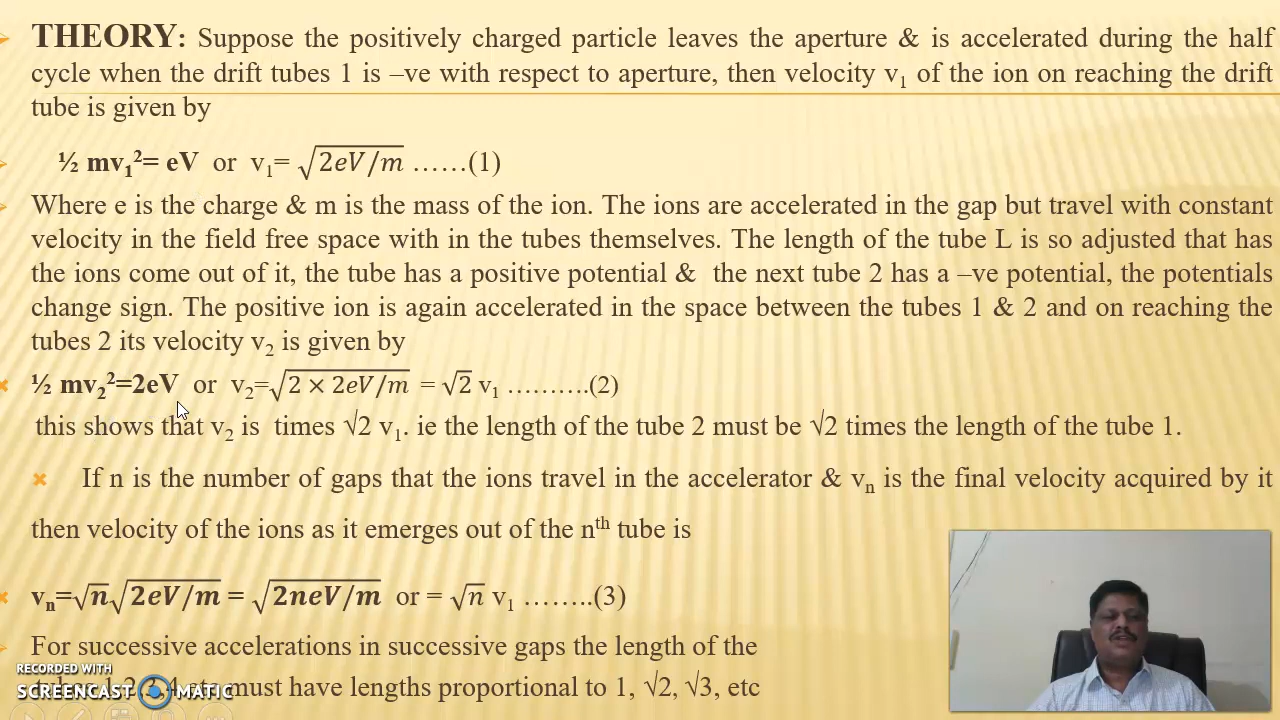 THEORY: Suppose the positively charged particle leaves the aperture & is accelerated during the half
cycle when the drift tubes 1 is –ve with respect to aperture, then velocity v₁ of the ion on reaching the drift
tube is given by
½ mv₁²= eV or v₁= √2eV/m ……(1)
Where e is the charge & m is the mass of the ion. The ions are accelerated in the gap but travel with constant
velocity in the field free space with in the tubes themselves. The length of the tube L is so adjusted that has
the ions come out of it, the tube has a positive potential & the next tube 2 has a –ve potential, the potentials
change sign. The positive ion is again accelerated in the space between the tubes 1 & 2 and on reaching the
tubes 2 its velocity v₂ is given by
½ mv₂²=2eV or v₂=√2 × 2eV/m = √2 v₁ ……….(2)
this shows that v₂ is times √2 v₁. ie the length of the tube 2 must be √2 times the length of the tube 1.
If n is the number of gaps that the ions travel in the accelerator & vₙ is the final velocity acquired by it
then velocity of the ions as it emerges out of the nᵗʰ tube is
vₙ=√n√2eV/m = √2neV/m or = √n v₁ ……..(3)
For successive accelerations in successive gaps the length of the
RECORDED WITH
must have lengths proportional to 1, √2, √3, etc
SCREENCAST MATIC